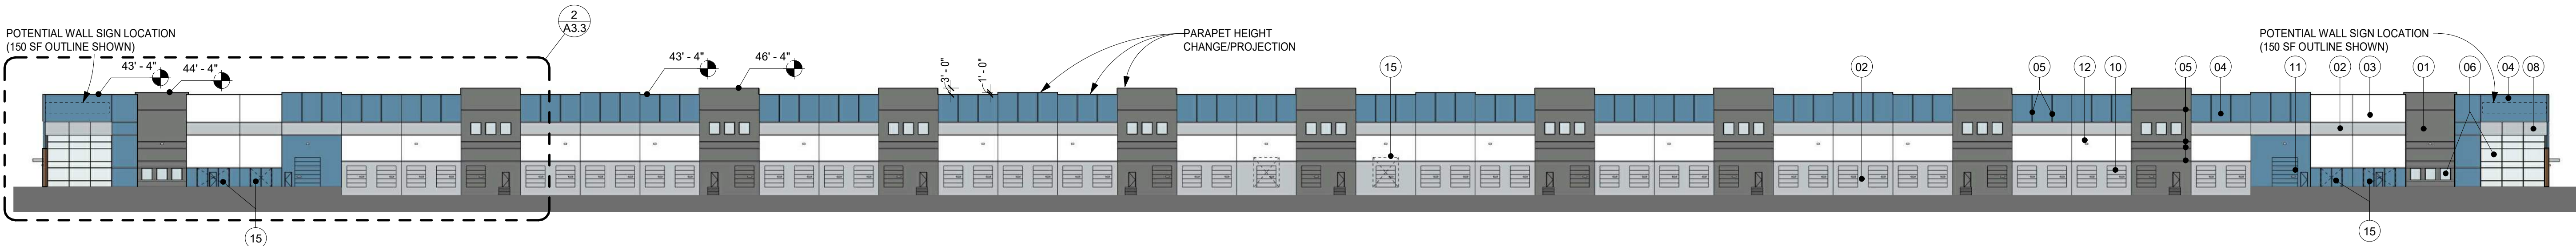 2
A3.3
POTENTIAL WALL SIGN LOCATION
(150 SF OUTLINE SHOWN)
43' - 4"
44' - 4"
43' - 4"
46' - 4"
3' - 0"
1' - 0"
PARAPET HEIGHT
CHANGE/PROJECTION
15
02
05
12
10
05
04
11
POTENTIAL WALL SIGN LOCATION
(150 SF OUTLINE SHOWN)
02
03
01
06
04
08
15
15